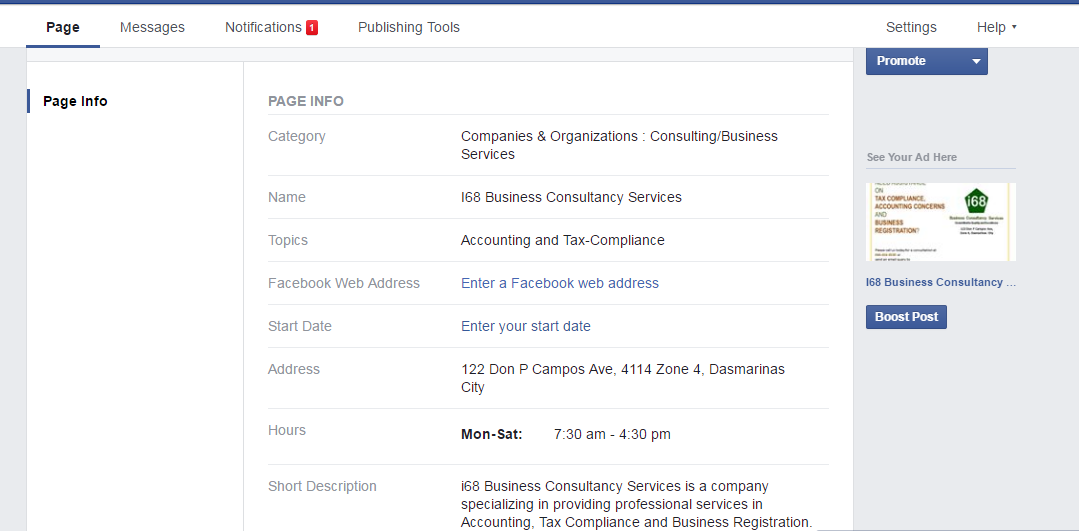 Page Messages Notifications 1 Publishing Tools Settings Help
Promote
Page Info
PAGE INFO
Category Companies & Organizations : Consulting/Business
Services
Name I68 Business Consultancy Services
Topics Accounting and Tax-Compliance
Facebook Web Address Enter a Facebook web address
Start Date Enter your start date
Address 122 Don P Campos Ave, 4114 Zone 4, Dasmarinas
City
Hours Mon-Sat: 7:30 am - 4:30 pm
Short Description i68 Business Consultancy Services is a company
specializing in providing professional services in
Accounting, Tax Compliance and Business Registration.
See Your Ad Here
ON
TAX COMPLIANCE,
ACCOUNTING CONCERNS
AND
BUSINESS
REGISTRATION?
i68
Business Consultancy Services
I68 Business Consultancy ...
Boost Post